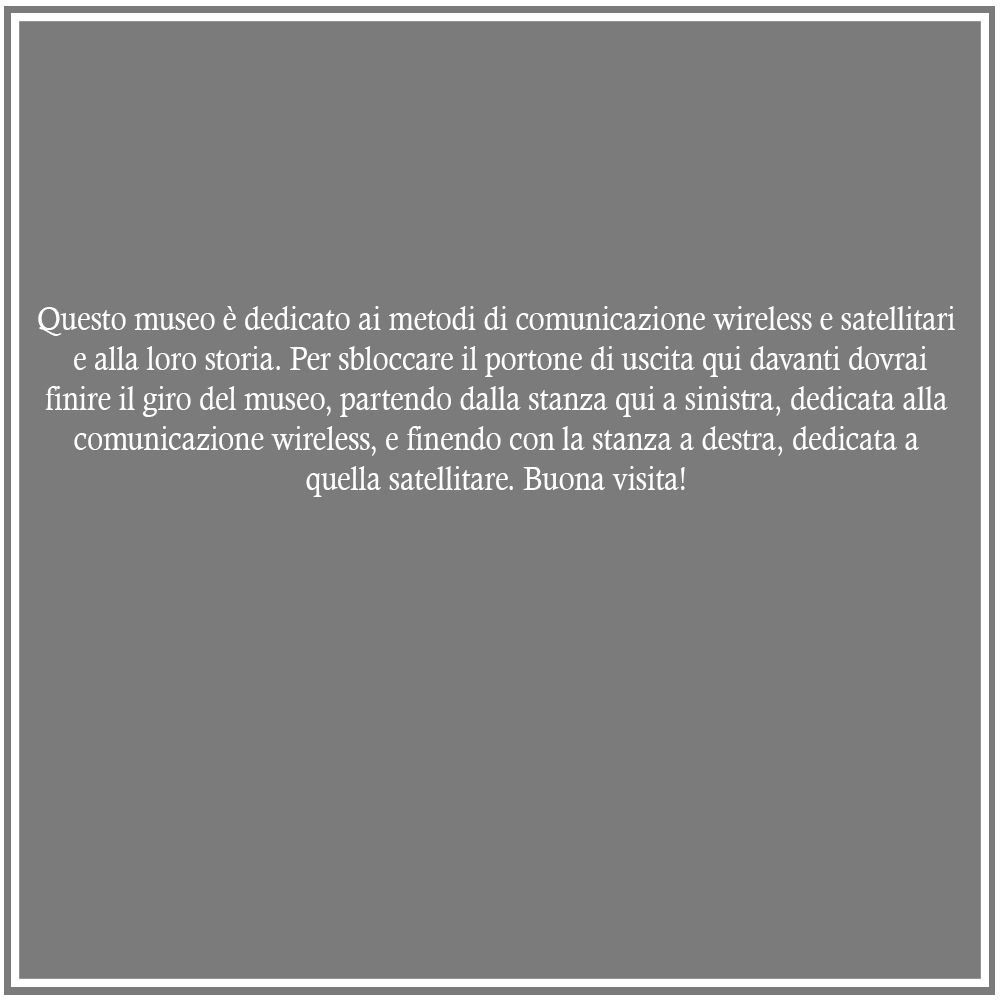 Questo museo è dedicato ai metodi di comunicazione wireless e satellitari
e alla loro storia. Per sbloccare il portone di uscita qui davanti dovrai
finire il giro del museo, partendo dalla stanza qui a sinistra, dedicata alla
comunicazione wireless, e finendo con la stanza a destra, dedicata a
quella satellitare. Buona visita!